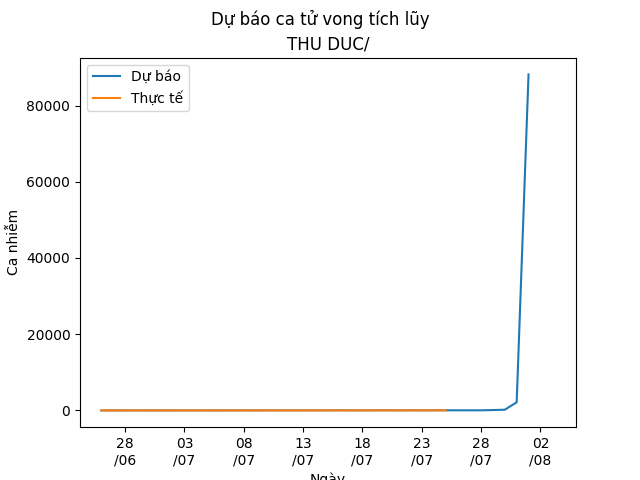 Dự báo ca tử vong tích lũy
THU DUC/
Dự báo
Thực tế
Ca nhiễm
80000
60000
40000
20000
0
28 03 08 13 18 23 28 02
/06 /07 /07 /07 /07 /07 /07 /08
Ngày